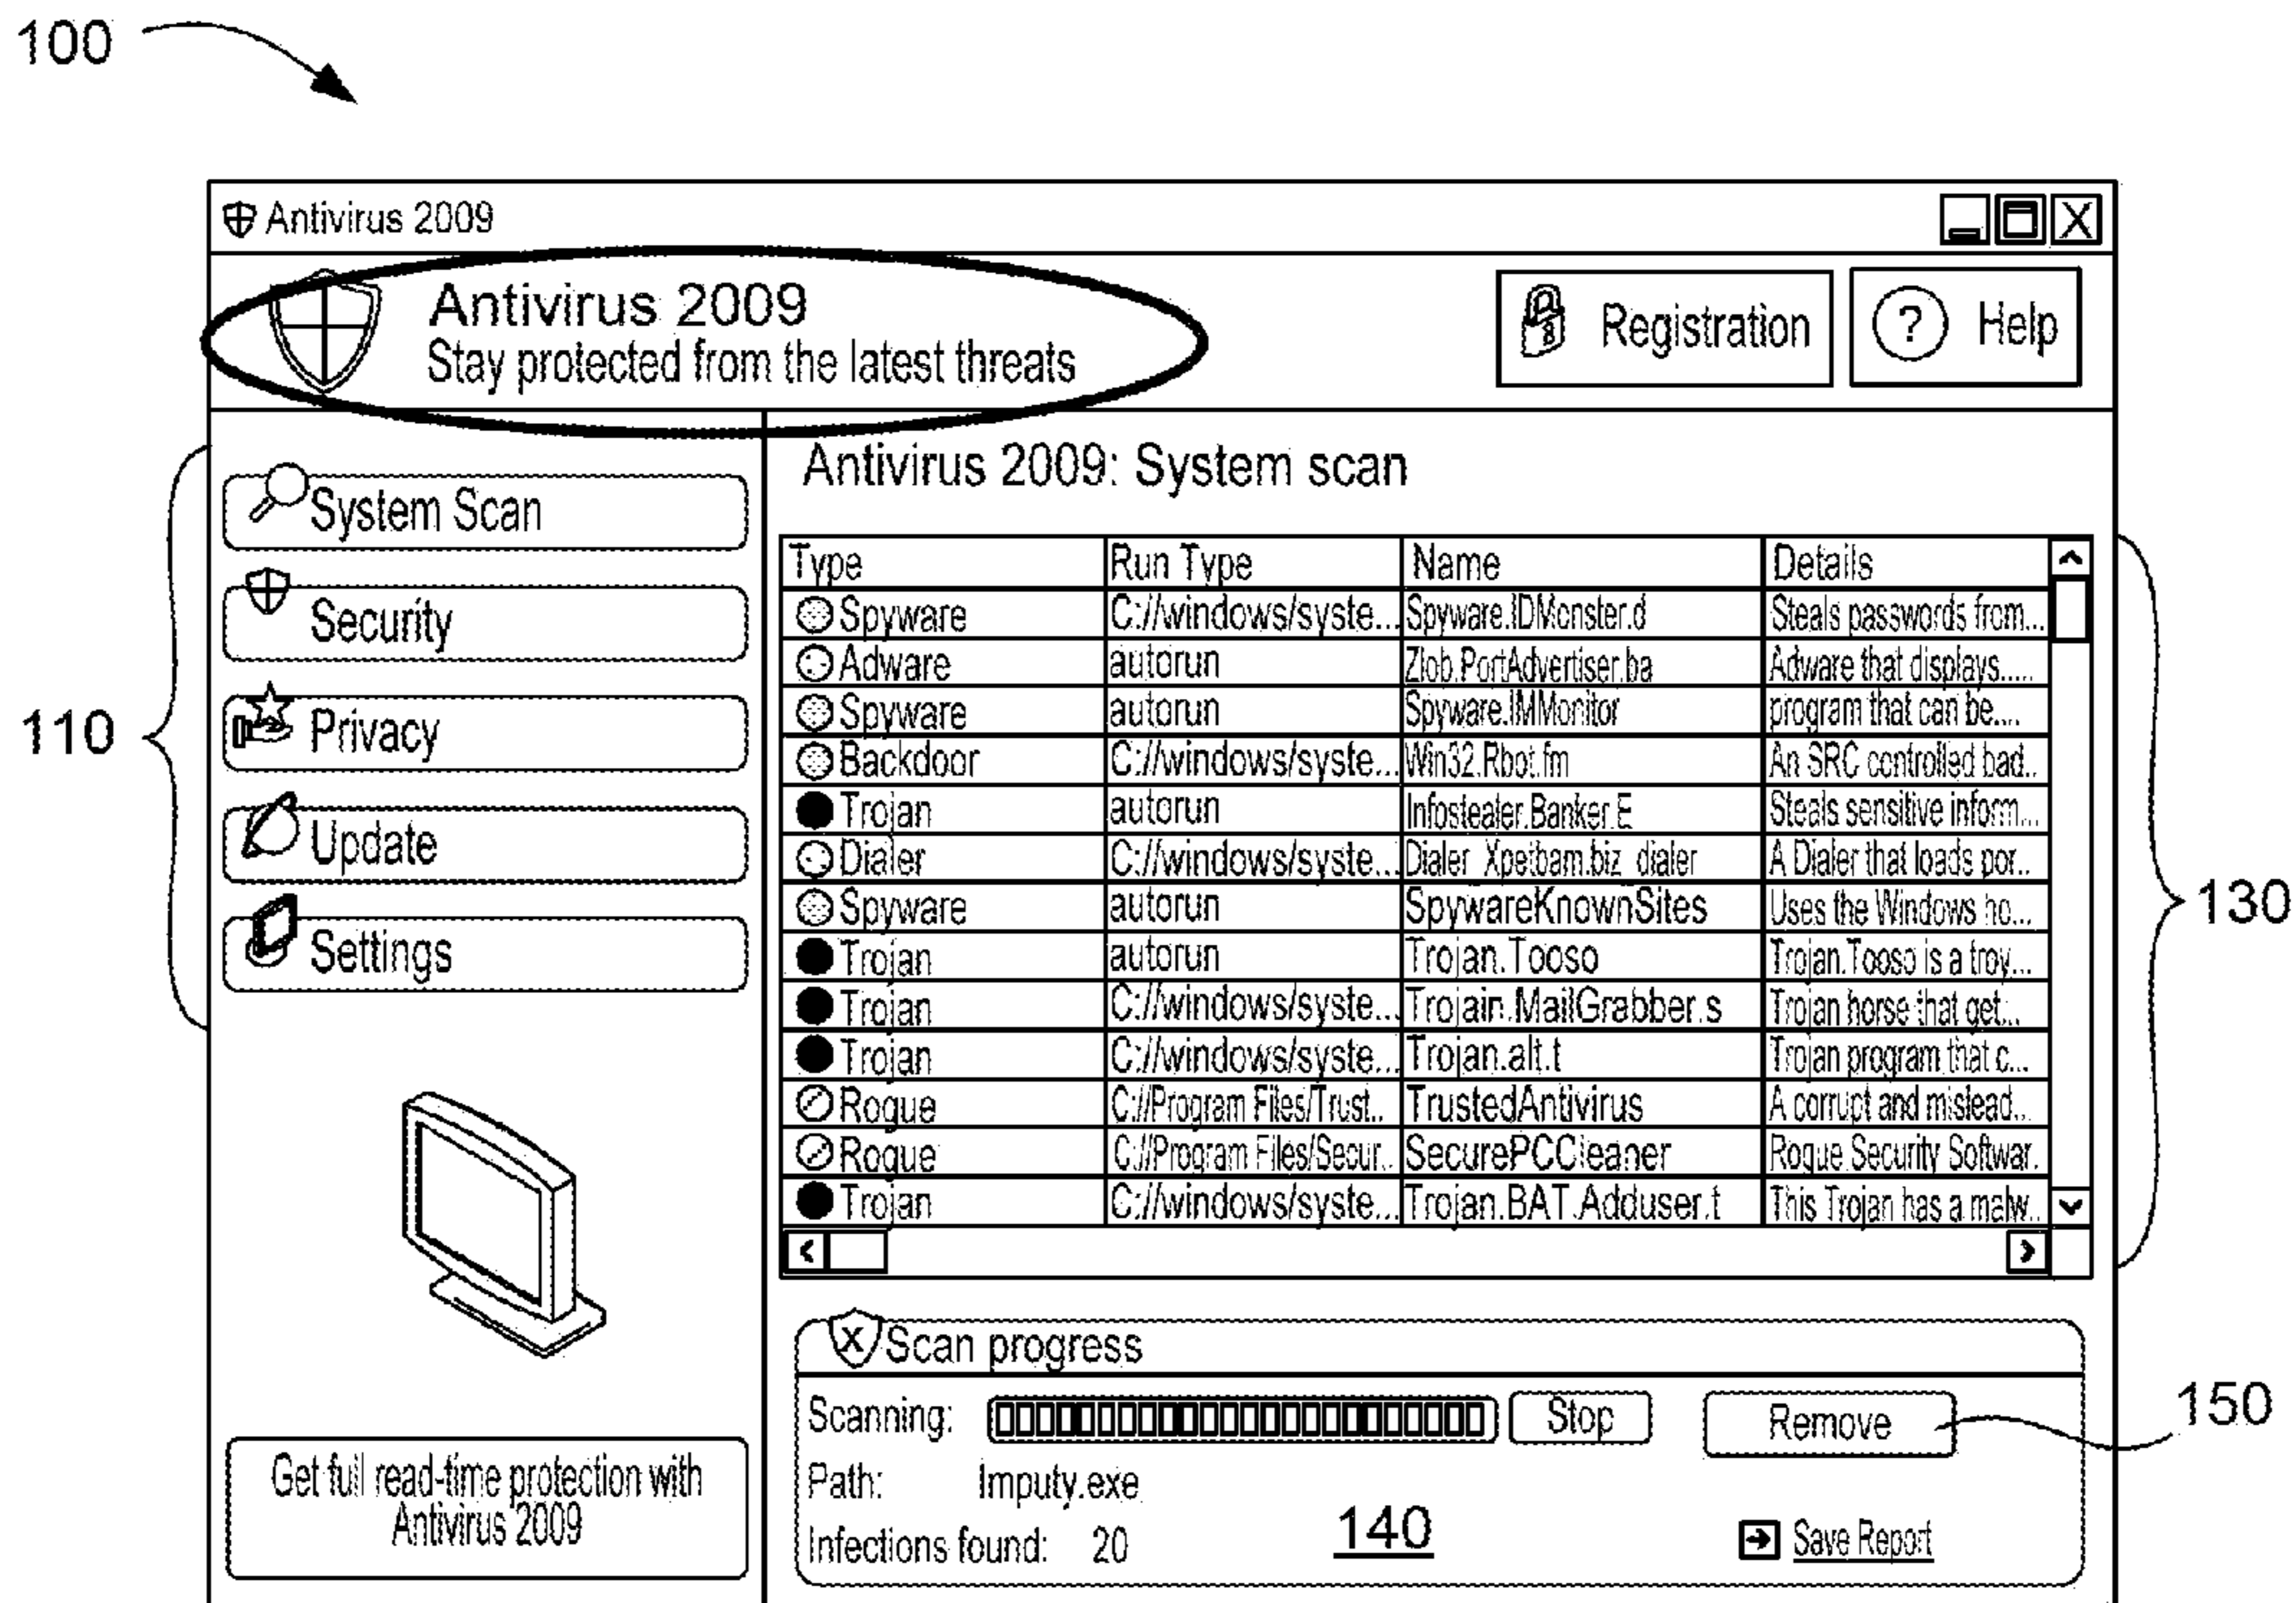 100
Antivirus 2009
Antivirus 2009
Stay protected from the latest threats
Registration
? Help
110
System Scan
Security
Privacy
Update
Settings
Get full read-time protection with
Antivirus 2009
Antivirus 2009: System scan
Type Run Type Name Details
Spyware C://windows/syste... Spyware.IDMonster.d Steals passwords from...
Adware autorun Zlob.PortAdvertiser.ba Adware that displays.....
Spyware autorun Spyware.IMMonitor program that can be....
Backdoor C://windows/syste... Win32.Rbot.fm An SRC controlled bad..
Trojan autorun Infostealer.Banker.E Steals sensitive inform...
Dialer C://windows/syste... Dialer_Xpetbam.biz_dialer A Dialer that loads por..
Spyware autorun SpywareKnownSites Uses the Windows ho...
Trojan autorun Trojan.Tooso Trojan.Tooso is a troy...
Trojan C://windows/syste... Trojain.MailGrabber.s Trojan horse that get...
Trojan C://windows/syste... Trojan.alt.t Trojan program that c...
Rogue C://Program Files/Trust.. TrustedAntivirus A corrupt and mislead...
Rogue C://Program Files/Secur.. SecurePCCleaner Rogue Security Softwar.
Trojan C://windows/syste... Trojan.BAT.Adduser.t This Trojan has a malw..
130
X Scan progress
Scanning: Stop Remove
150
Path: Imputy.exe
Infections found: 20
140
Save Report